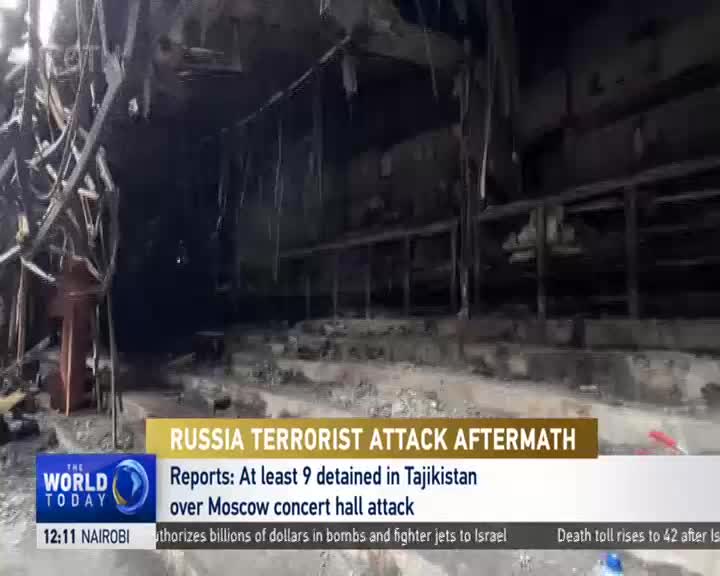 RUSSIA TERRORIST ATTACK AFTERMATH
Reports: At least 9 detained in Tajikistan
over Moscow concert hall attack
THE
WORLD
TODAY
12:11 NAIROBI
uthorizes billions of dollars in bombs and fighter jets to Israel Death toll rises to 42 after Is